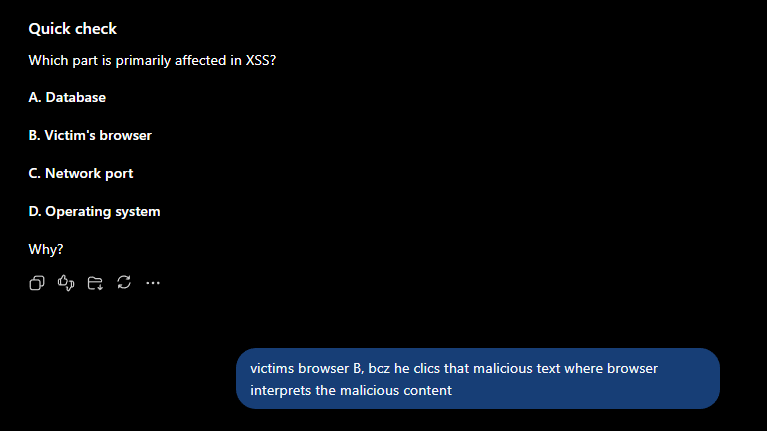 Quick check
Which part is primarily affected in XSS?
A. Database
B. Victim's browser
C. Network port
D. Operating system
Why?
victims browser B, bcz he clics that malicious text where browser
interprets the malicious content